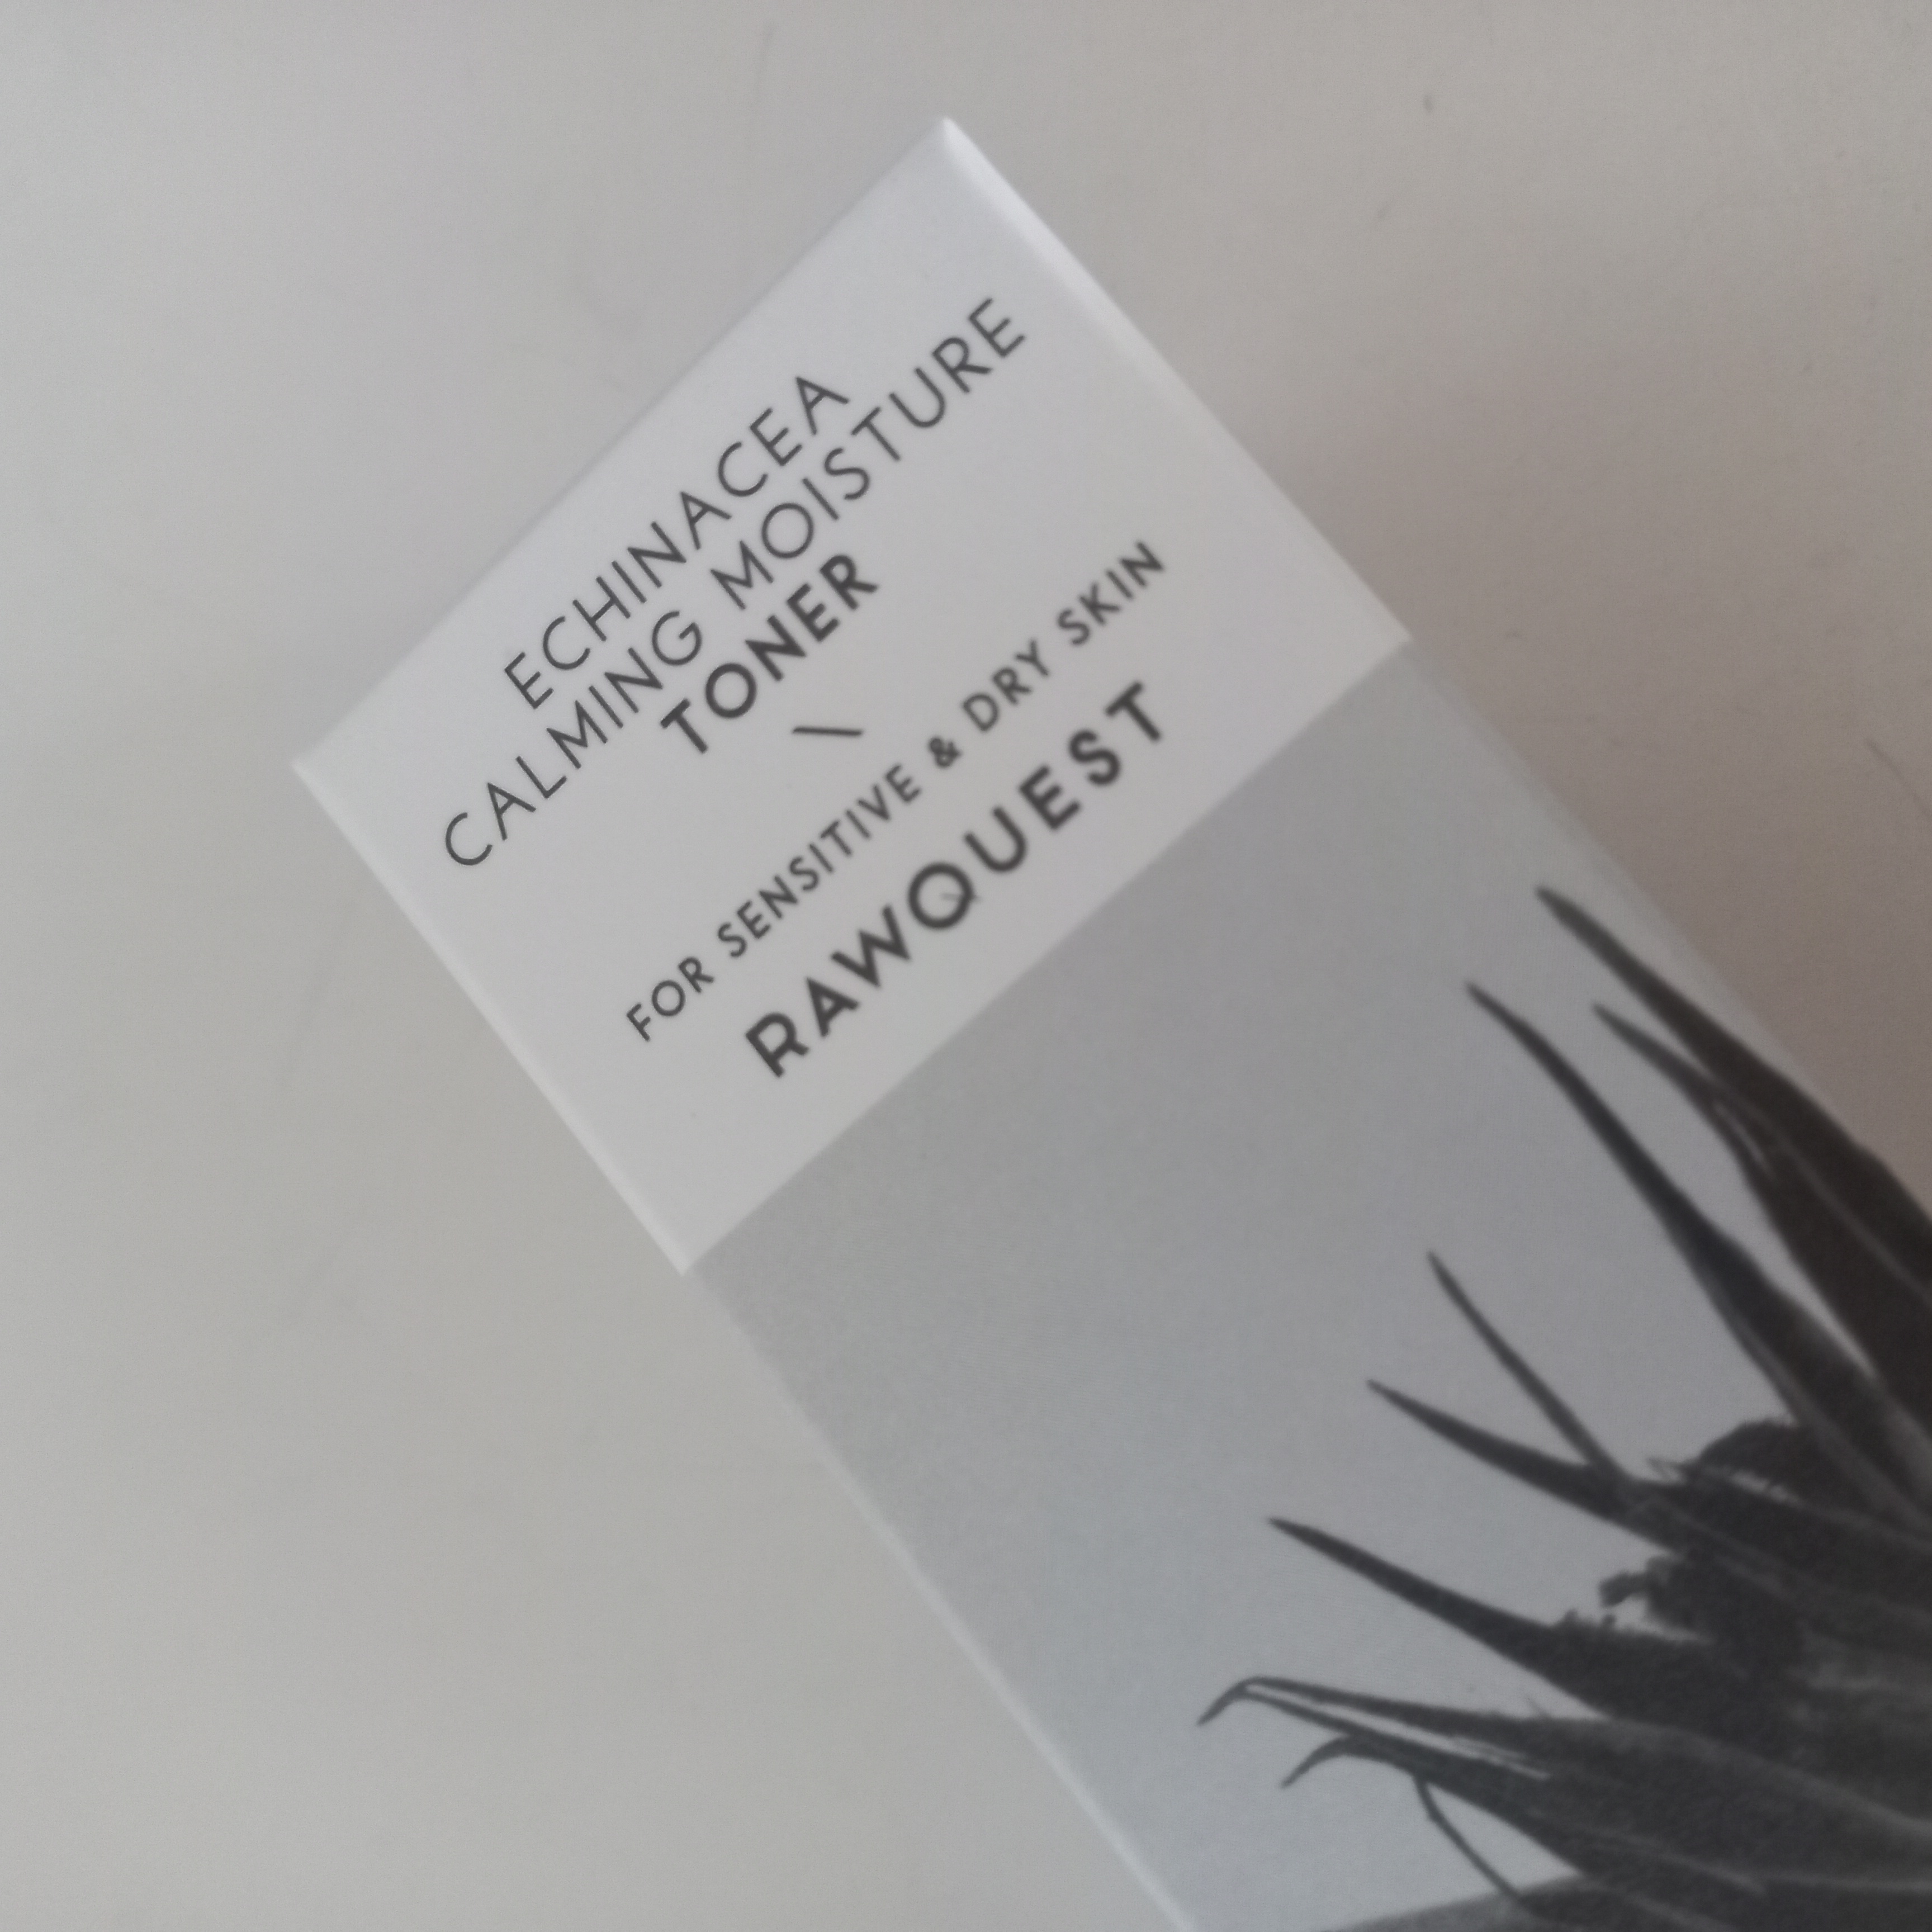 ECHINACEA
CALMING MOISTURE
TONER
\
FOR SENSITIVE & DRY SKIN
RAWQUEST